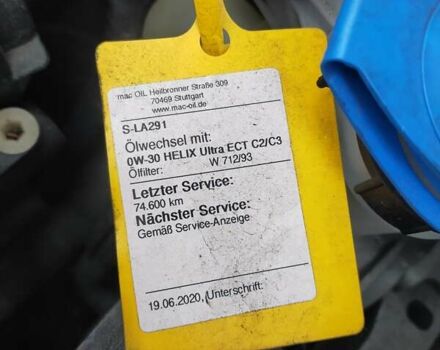 mac OIL Heilbronner Straße 309
70469 Stuttgart
www.mac-oil.de
S-LA291
Ölwechsel mit:
0W-30 HELIX Ultra ECT C2/C3
Ölfilter: W 712/93
Letzter Service:
74.600 km
Nächster Service:
Gemäß Service-Anzeige
19.06.2020, Unterschrift: